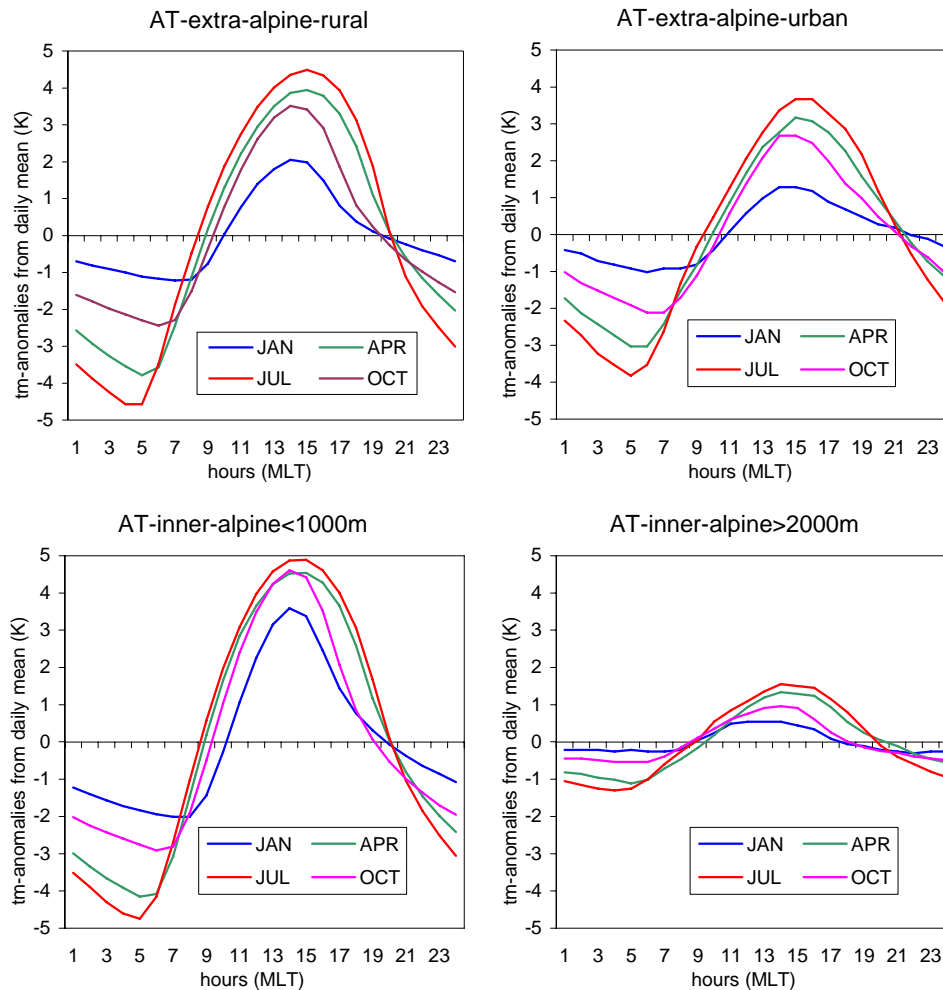 AT-extra-alpine-rural
5
4
3
2
1
0
-1
-2
-3
-4
-5
tm-anomalies from daily mean (K)
JAN APR
JUL OCT
1 3 5 7 9 11 13 15 17 19 21 23
hours (MLT)
AT-extra-alpine-urban
5
4
3
2
1
0
-1
-2
-3
-4
-5
tm-anomalies from daily mean (K)
JAN APR
JUL OCT
1 3 5 7 9 11 13 15 17 19 21 23
hours (MLT)
AT-inner-alpine<1000m
5
4
3
2
1
0
-1
-2
-3
-4
-5
tm-anomalies from daily mean (K)
JAN APR
JUL OCT
1 3 5 7 9 11 13 15 17 19 21 23
hours (MLT)
AT-inner-alpine>2000m
5
4
3
2
1
0
-1
-2
-3
-4
-5
tm-anomalies from daily mean (K)
JAN APR
JUL OCT
1 3 5 7 9 11 13 15 17 19 21 23
hours (MLT)